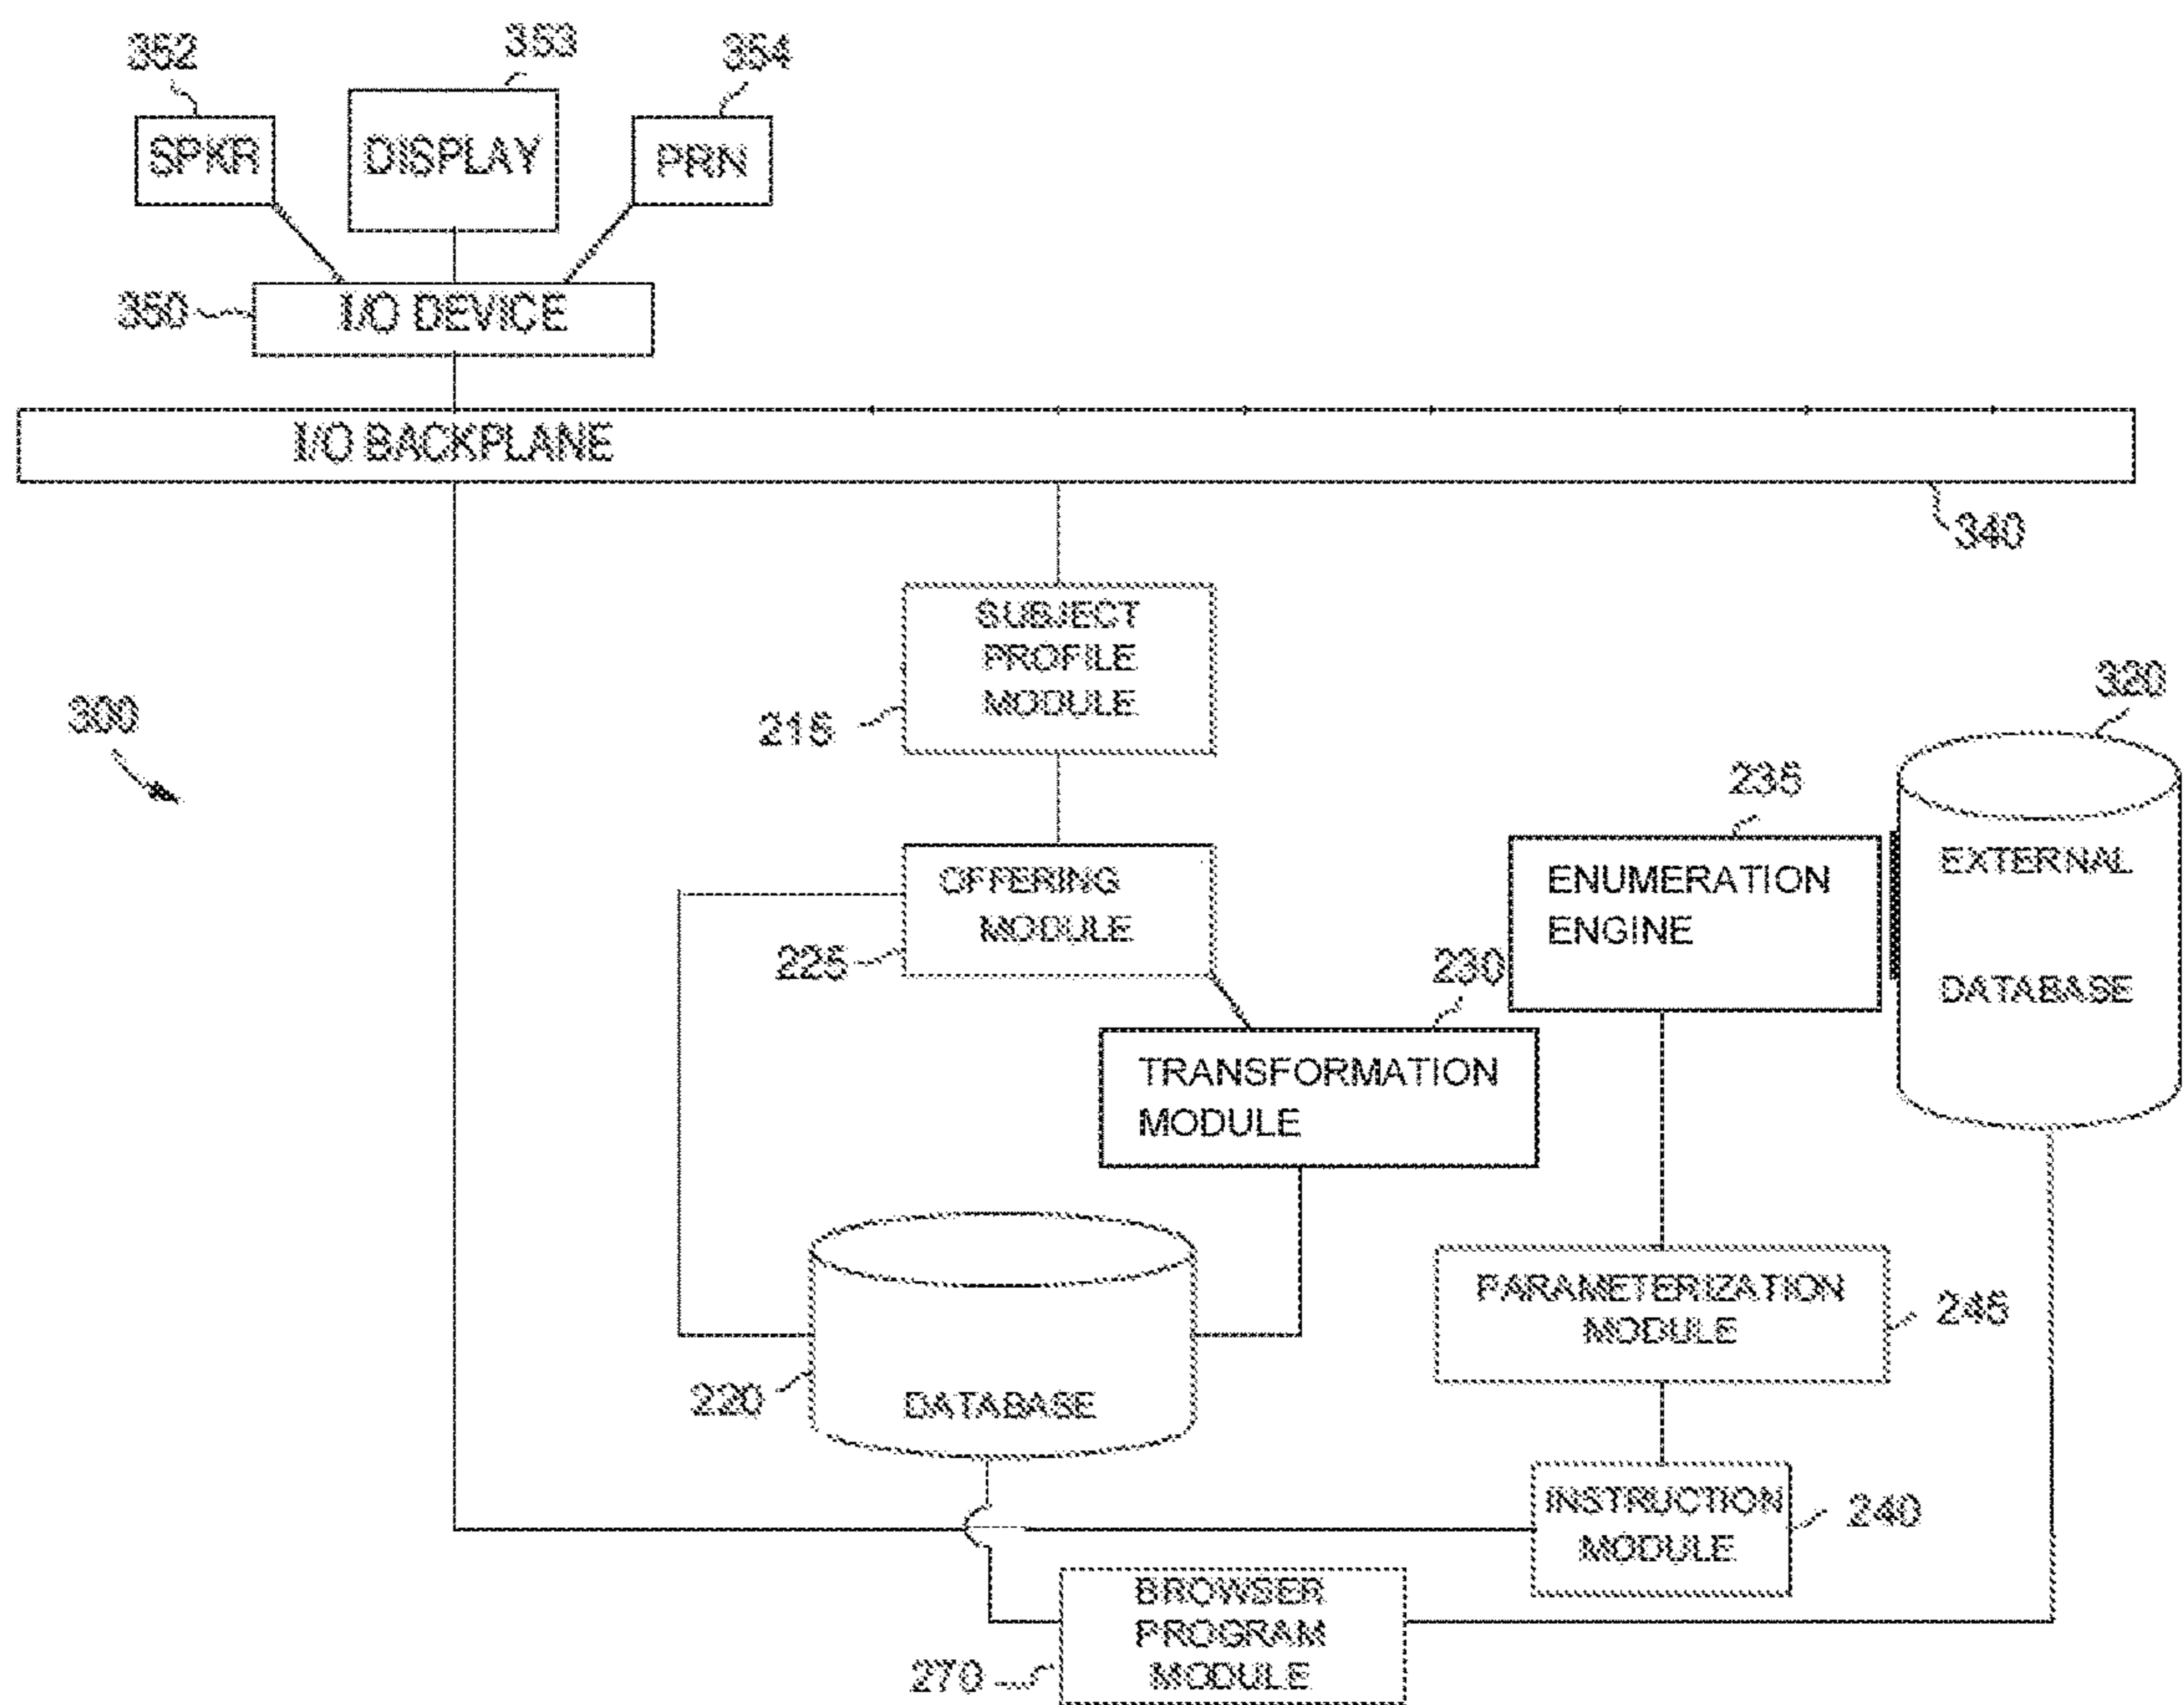 352
353
354
SPKR
DISPLAY
PRN
350
I/O DEVICE
I/O BACKPLANE
340
SUBJECT
PROFILE
MODULE
215
300
320
235
EXTERNAL
DATABASE
ENUMERATION
ENGINE
OFFERING
MODULE
225
230
TRANSFORMATION
MODULE
PARAMETERIZATION
MODULE
245
220
DATABASE
INSTRUCTION
MODULE
240
BROWSER
PROGRAM
MODULE
270